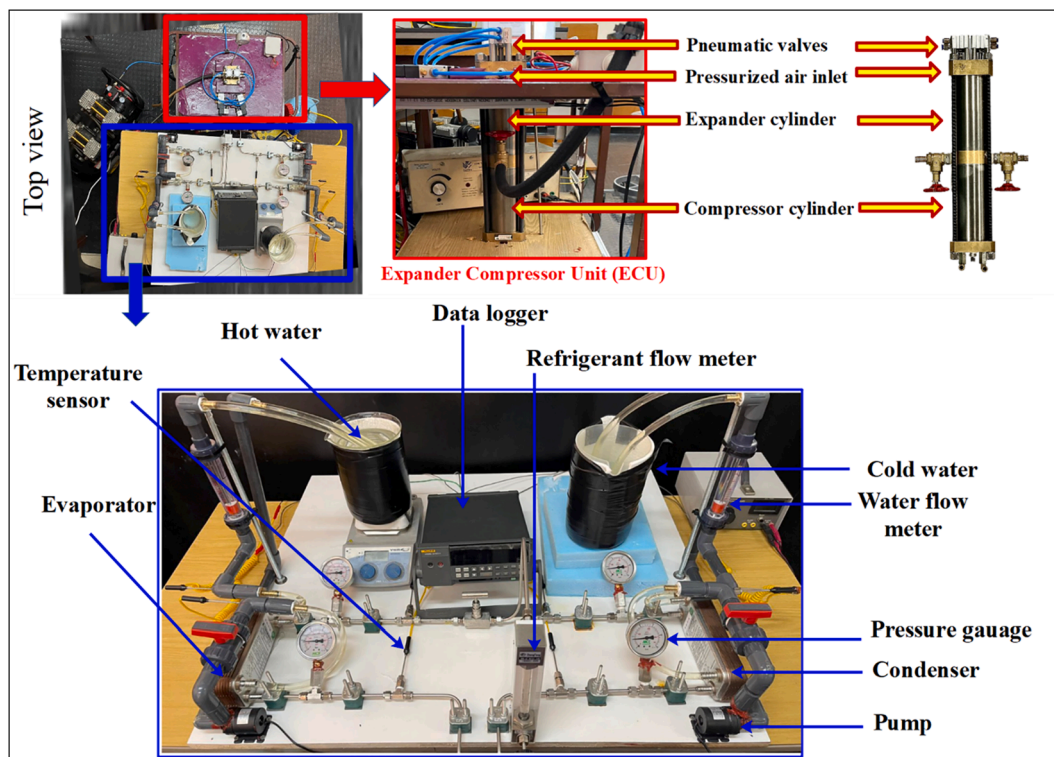 Top view
Pneumatic valves
Pressurized air inlet
Expander cylinder
Compressor cylinder
Expander Compressor Unit (ECU)
Data logger
Hot water
Refrigerant flow meter
Temperature
sensor
Cold water
Evaporator
Water flow
meter
Pressure gauage
Condenser
Pump